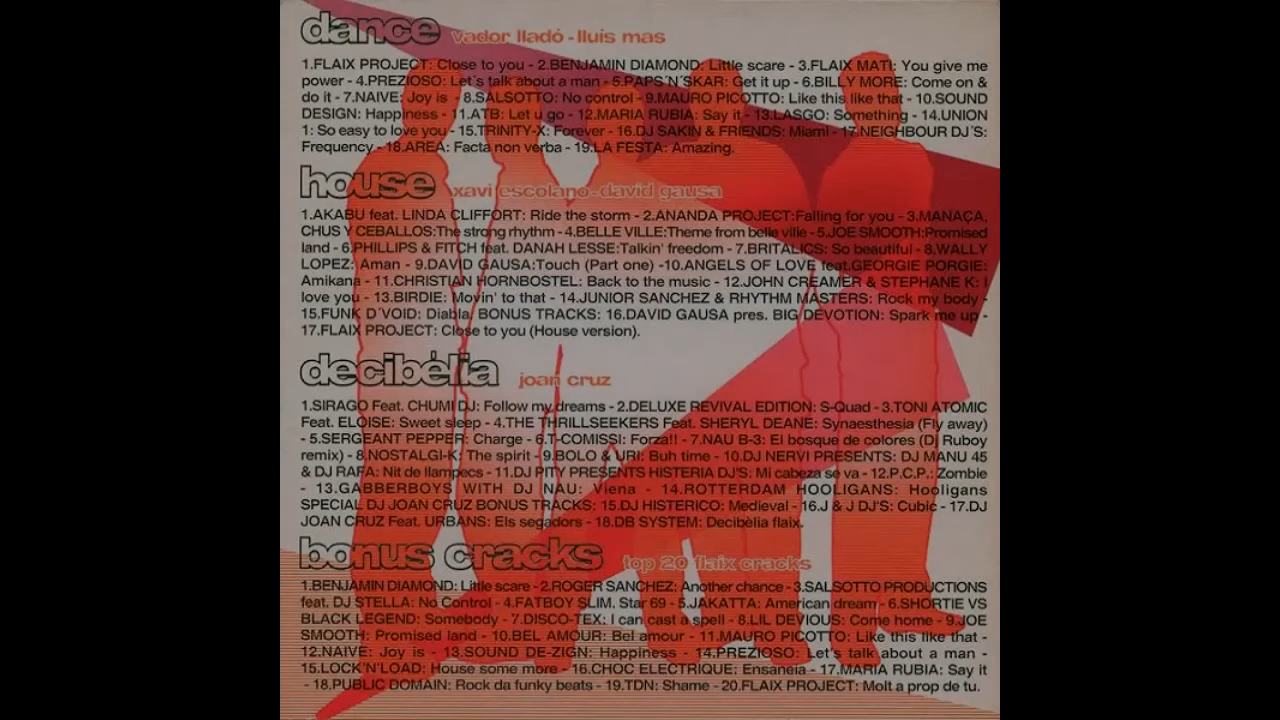 dance vador lladó - lluis mas
1.FLAIX PROJECT: Close to you - 2.BENJAMIN DIAMOND: Little scare - 3.FLAIX MATI: You give me
power - 4.PREZIOSO: Let´s talk about a man - 5.PAPS´N´SKAR: Get it up - 6.BILLY MORE: Come on &
do it - 7.NAIVE: Joy is - 8.SALSOTTO: No control - 9.MAURO PICOTTO: Like this like that - 10.SOUND
DESIGN: Happiness - 11.ATB: Let u go - 12.MARIA RUBIA: Say it - 13.LASGO: Something - 14.UNION
1: So easy to love you - 15.TRINITY-X: Forever - 16.DJ SAKIN & FRIENDS: Miami - 17.NEIGHBOUR DJ´S:
Frequency - 18.AREA: Facta non verba - 19.LA FESTA: Amazing.
house xavi escolano - david gausa
1.AKABU feat. LINDA CLIFFORT: Ride the storm - 2.ANANDA PROJECT:Falling for you - 3.MANAÇA,
CHUS Y CEBALLOS:The strong rhythm - 4.BELLE VILLE:Theme from belle ville - 5.JOE SMOOTH:Promised
land - 6.PHILLIPS & FITCH feat. DANAH LESSE:Talkin' freedom - 7.BRITALICS: So beautiful - 8.WALLY
LOPEZ: Aman - 9.DAVID GAUSA:Touch (Part one) -10.ANGELS OF LOVE feat.GEORGIE PORGIE:
Amikana - 11.CHRISTIAN HORNBOSTEL: Back to the music - 12.JOHN CREAMER & STEPHANE K: I
love you - 13.BIRDIE: Movin' to that - 14.JUNIOR SANCHEZ & RHYTHM MASTERS: Rock my body -
15.FUNK D´VOID: Diabla. BONUS TRACKS: 16.DAVID GAUSA pres. BIG DEVOTION: Spark me up -
17.FLAIX PROJECT: Close to you (House version).
decibèlia joan cruz
1.SIRAGO Feat. CHUMI DJ: Follow my dreams - 2.DELUXE REVIVAL EDITION: S-Quad - 3.TONI ATOMIC
Feat. ELOISE: Sweet sleep - 4.THE THRILLSEEKERS Feat. SHERYL DEANE: Synaesthesia (Fly away)
- 5.SERGEANT PEPPER: Charge - 6.T-COMISSI: Forza!! - 7.NAU B-3: El bosque de colores (Dj Ruboy
remix) - 8.NOSTALGI-K: The spirit - 9.BOLO & URI: Buh time - 10.DJ NERVI PRESENTS: DJ MANU 45
& DJ RAFA: Nit de llampecs - 11.DJ PITY PRESENTS HISTERIA DJ'S: Mi cabeza se va - 12.P.C.P.: Zombie
- 13.GABBERBOYS WITH DJ NAU: Viena - 14.ROTTERDAM HOOLIGANS: Hooligans
SPECIAL DJ JOAN CRUZ BONUS TRACKS: 15.DJ HISTERICO: Medieval - 16.J & J DJ'S: Cubic - 17.DJ
JOAN CRUZ Feat. URBANS: Els segadors - 18.DB SYSTEM: Decibèlia flaix.
bonus cracks top 20 flaix cracks
1.BENJAMIN DIAMOND: Little scare - 2.ROGER SANCHEZ: Another chance - 3.SALSOTTO PRODUCTIONS
feat. DJ STELLA: No Control - 4.FATBOY SLIM. Star 69 - 5.JAKATTA: American dream - 6.SHORTIE VS
BLACK LEGEND: Somebody - 7.DISCO-TEX: I can cast a spell - 8.LIL DEVIOUS: Come home - 9.JOE
SMOOTH: Promised land - 10.BEL AMOUR: Bel amour - 11.MAURO PICOTTO: Like this like that -
12.NAIVE: Joy is - 13.SOUND DE-ZIGN: Happiness - 14.PREZIOSO: Let's talk about a man -
15.LOCK'N'LOAD: House some more - 16.CHOC ELECTRIQUE: Ensaneïa - 17.MARIA RUBIA: Say it
- 18.PUBLIC DOMAIN: Rock da funky beats - 19.TDN: Shame - 20.FLAIX PROJECT: Molt a prop de tu.